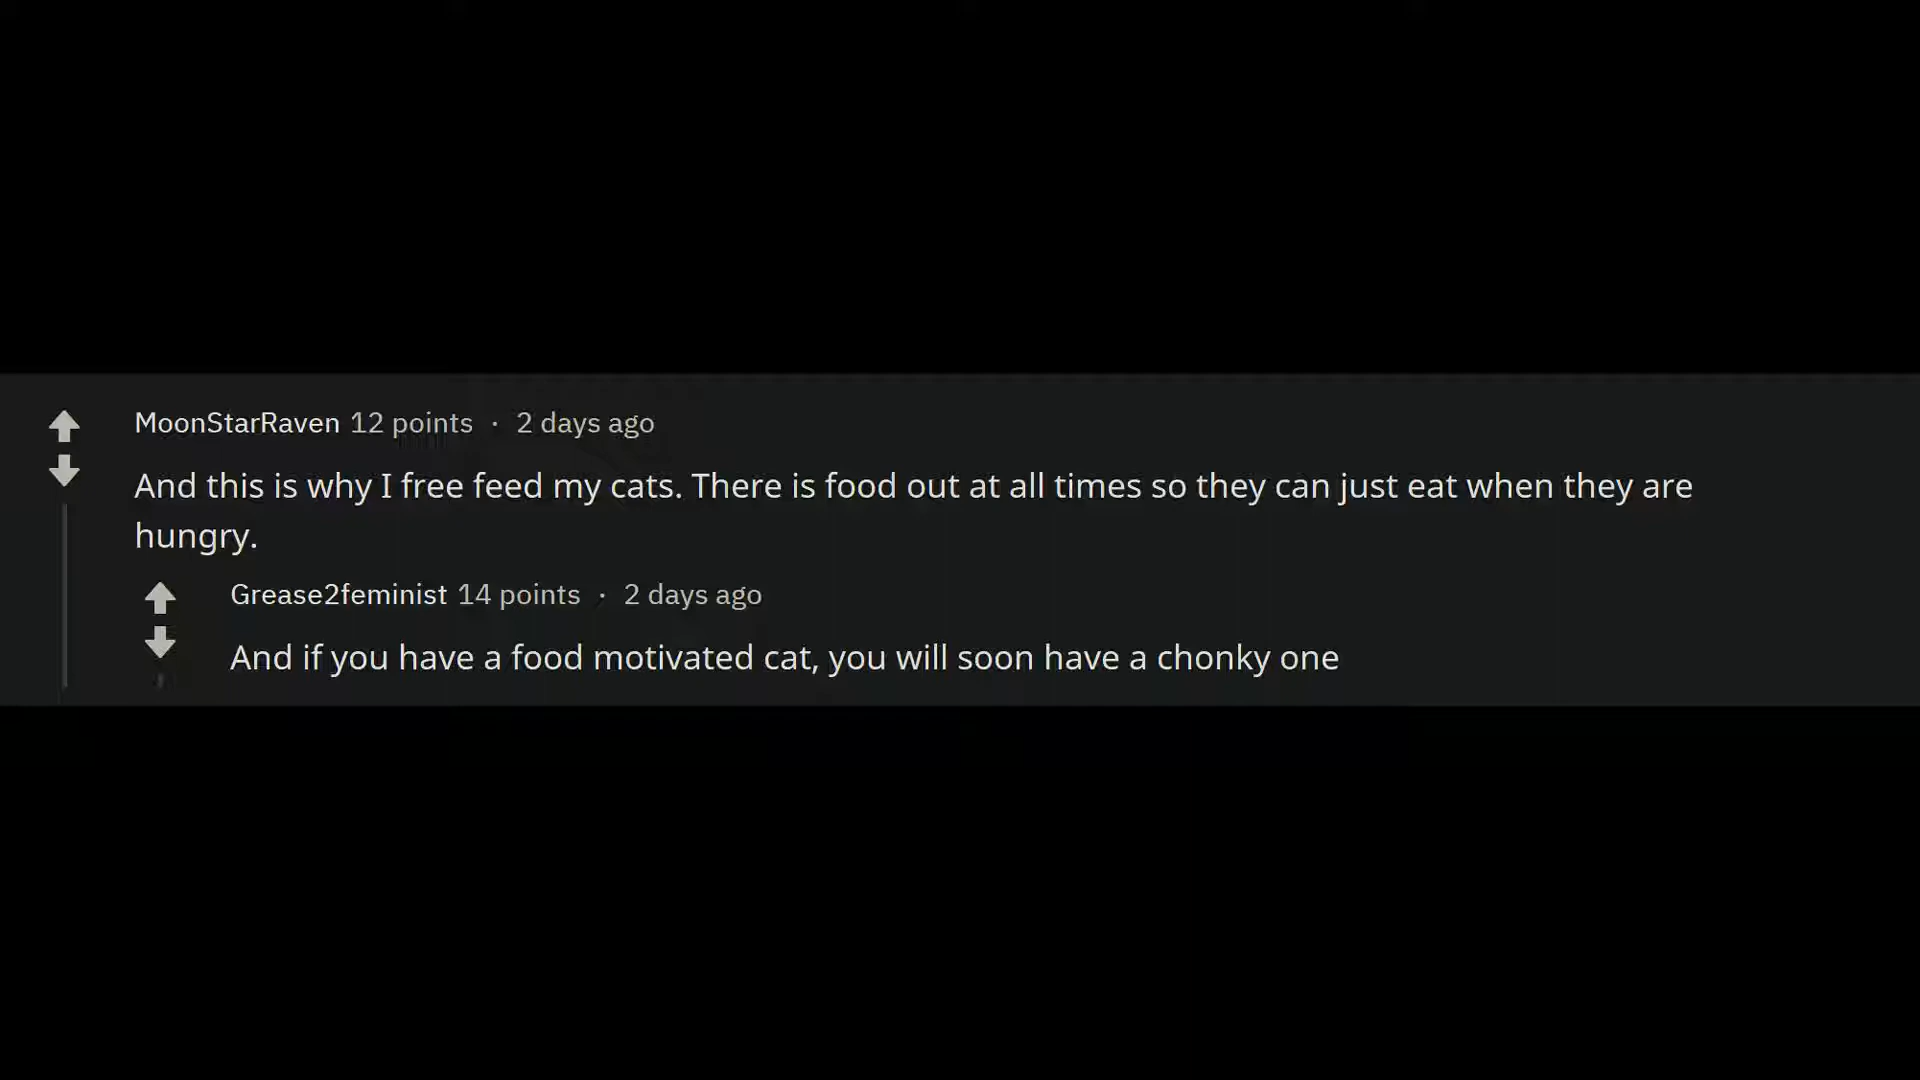 MoonStarRaven 12 points · 2 days ago
And this is why I free feed my cats. There is food out at all times so they can just eat when they are
hungry.
Grease2feminist 14 points · 2 days ago
And if you have a food motivated cat, you will soon have a chonky one